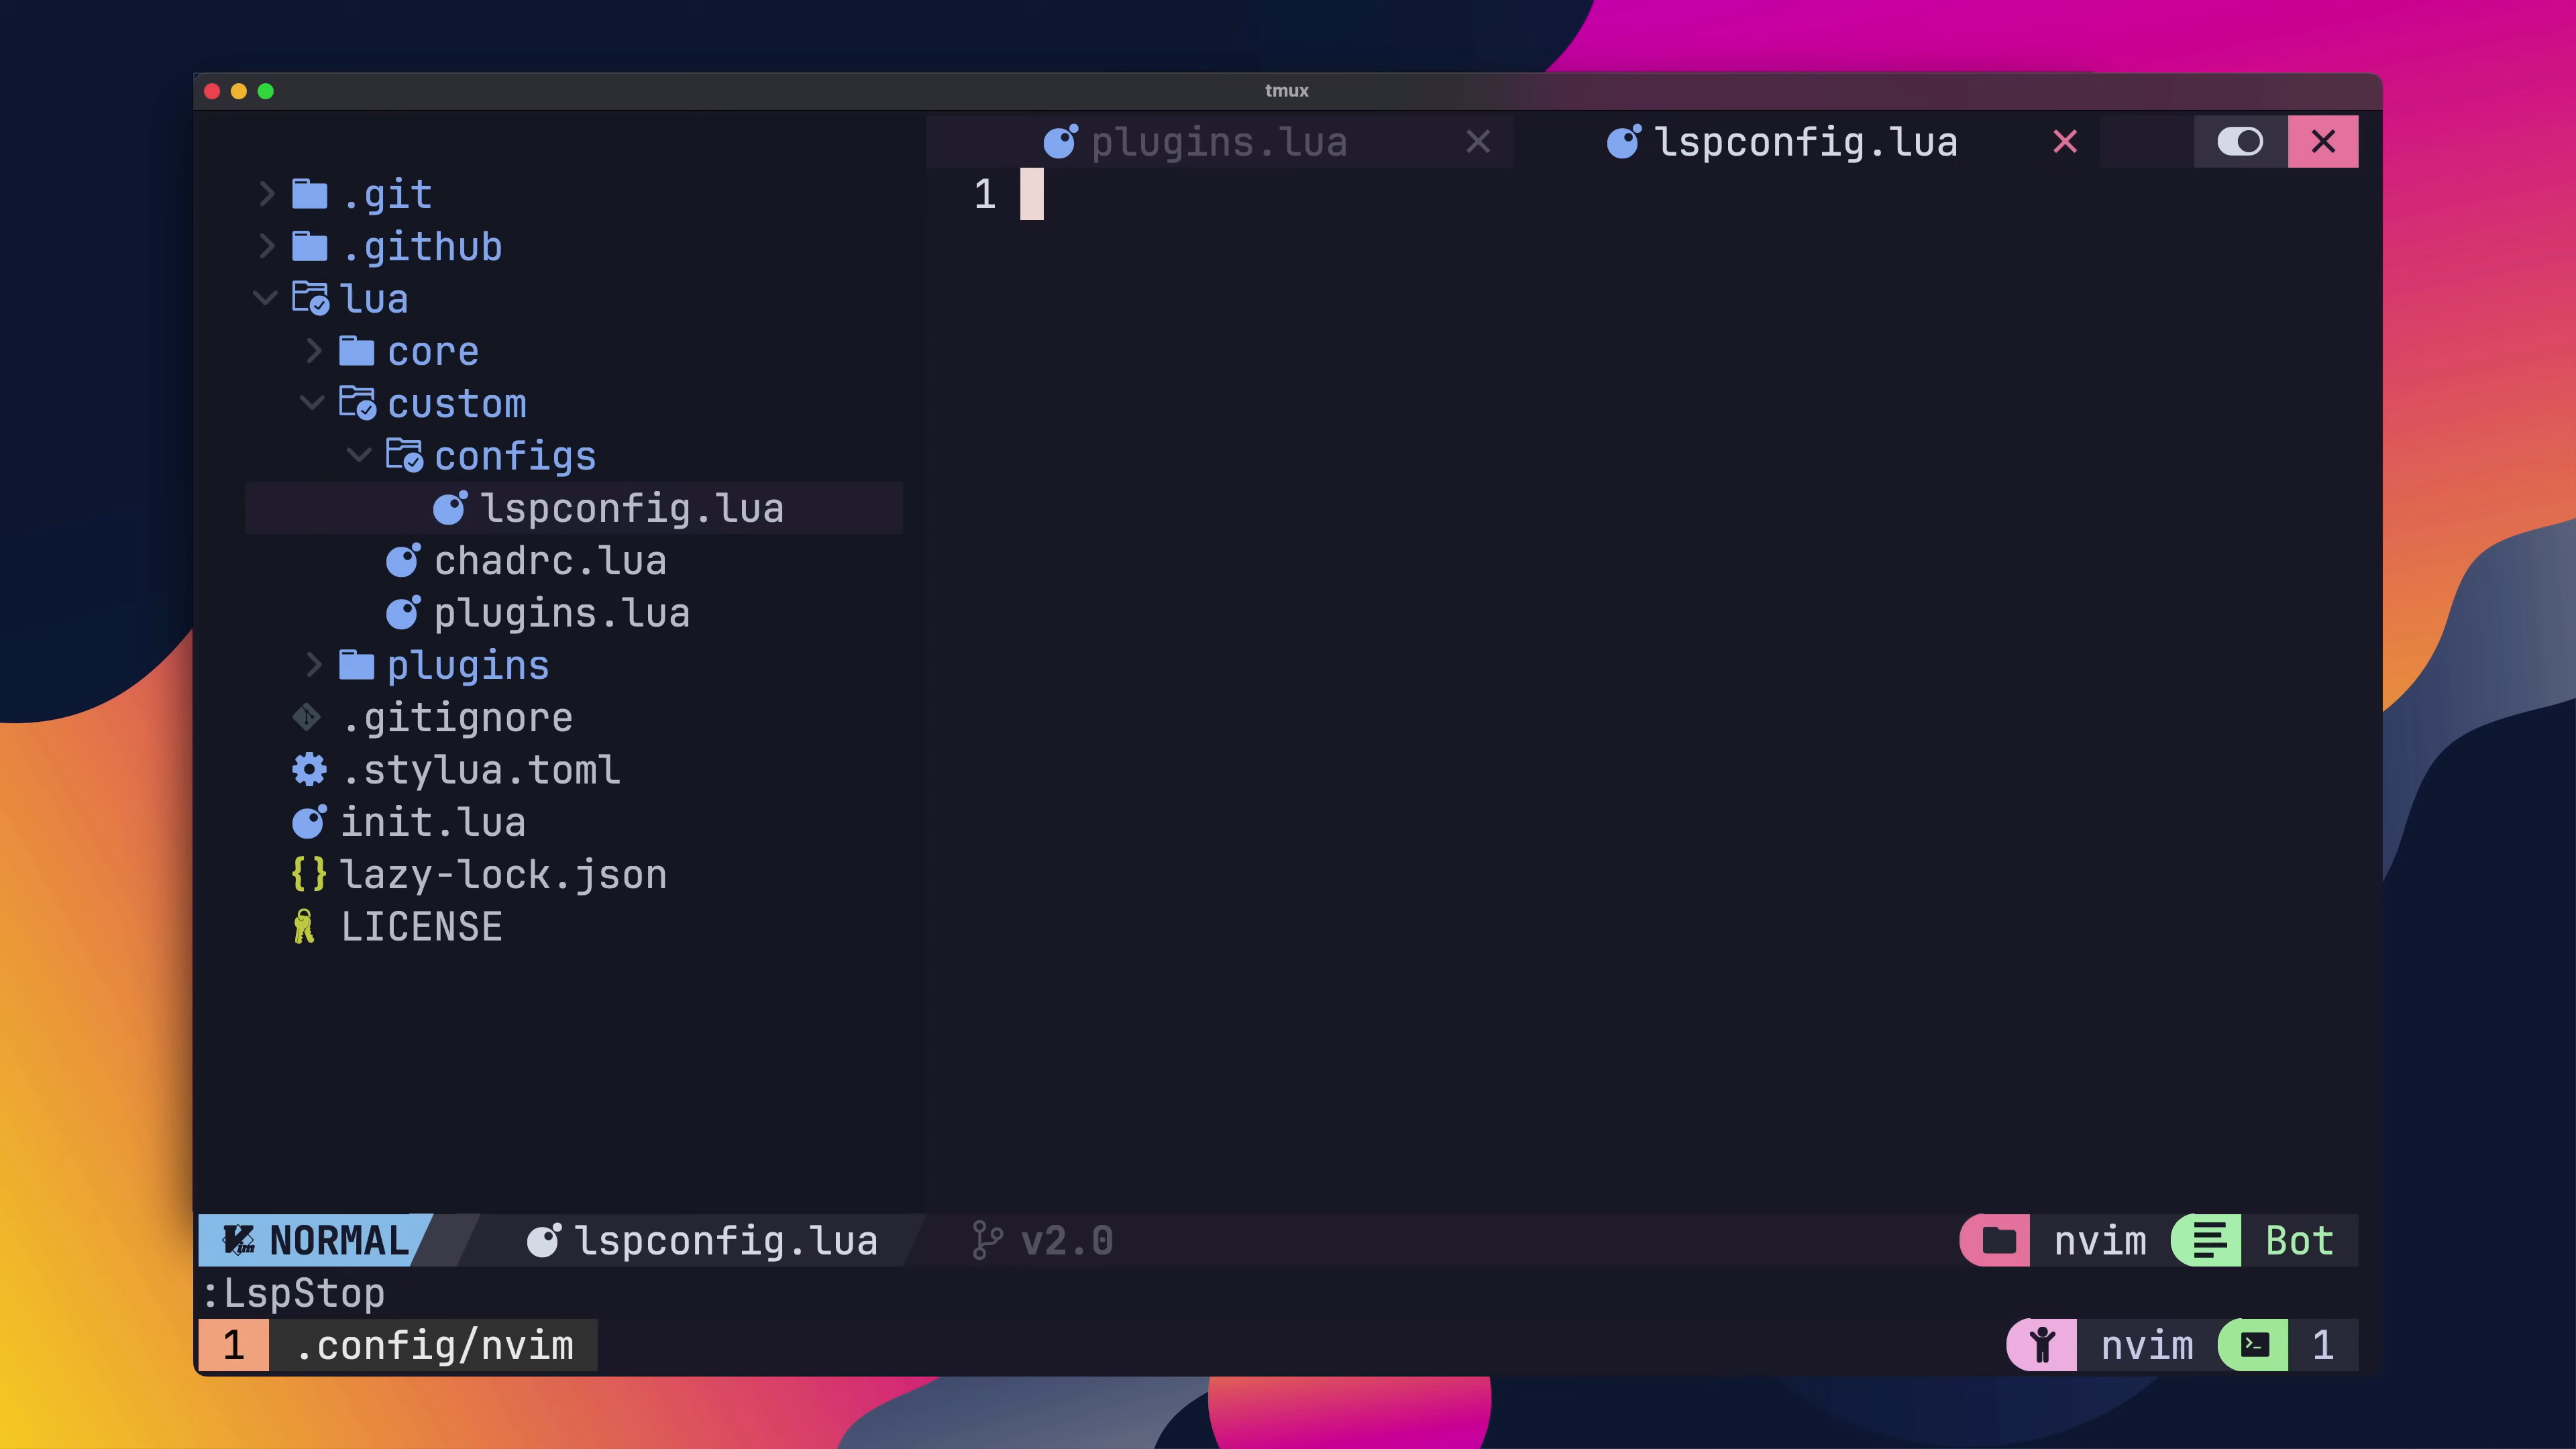 tmux
plugins.lua
lspconfig.lua
.git
.github
lua
core
custom
configs
lspconfig.lua
chadrc.lua
plugins.lua
plugins
.gitignore
.stylua.toml
init.lua
lazy-lock.json
LICENSE
1
NORMAL lspconfig.lua v2.0 nvim Bot
:LspStop
1 .config/nvim nvim 1